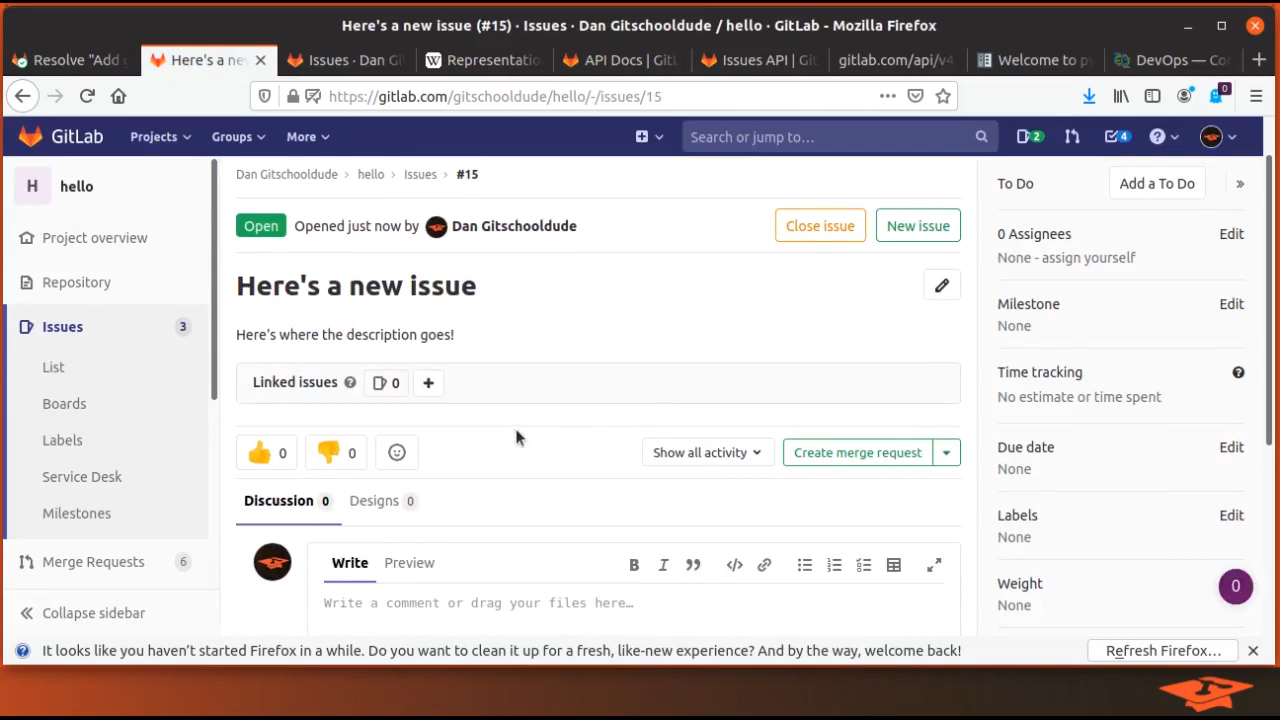 Here's a new issue (#15) · Issues · Dan Gitschooldude / hello · GitLab - Mozilla Firefox
Resolve "Add
Here's a new
Issues · Dan Git
Representatio
API Docs | GitL
Issues API | Git
gitlab.com/api/v4
Welcome to py
DevOps — Con
https://gitlab.com/gitschooldude/hello/-/issues/15
0
GitLab
Projects
Groups
More
Search or jump to…
2
4
H
hello
Project overview
Repository
Issues
3
List
Boards
Labels
Service Desk
Milestones
Merge Requests
6
Collapse sidebar
Dan Gitschooldude › hello › Issues › #15
Open Opened just now by Dan Gitschooldude
Close issue
New issue
Here's a new issue
Here's where the description goes!
Linked issues
0
0
0
Show all activity
Create merge request
Discussion 0
Designs 0
Write
Preview
Write a comment or drag your files here…
To Do
Add a To Do
0 Assignees
Edit
None - assign yourself
Milestone
Edit
None
Time tracking
No estimate or time spent
Due date
Edit
None
Labels
Edit
None
Weight
0
None
It looks like you haven't started Firefox in a while. Do you want to clean it up for a fresh, like-new experience? And by the way, welcome back!
Refresh Firefox…